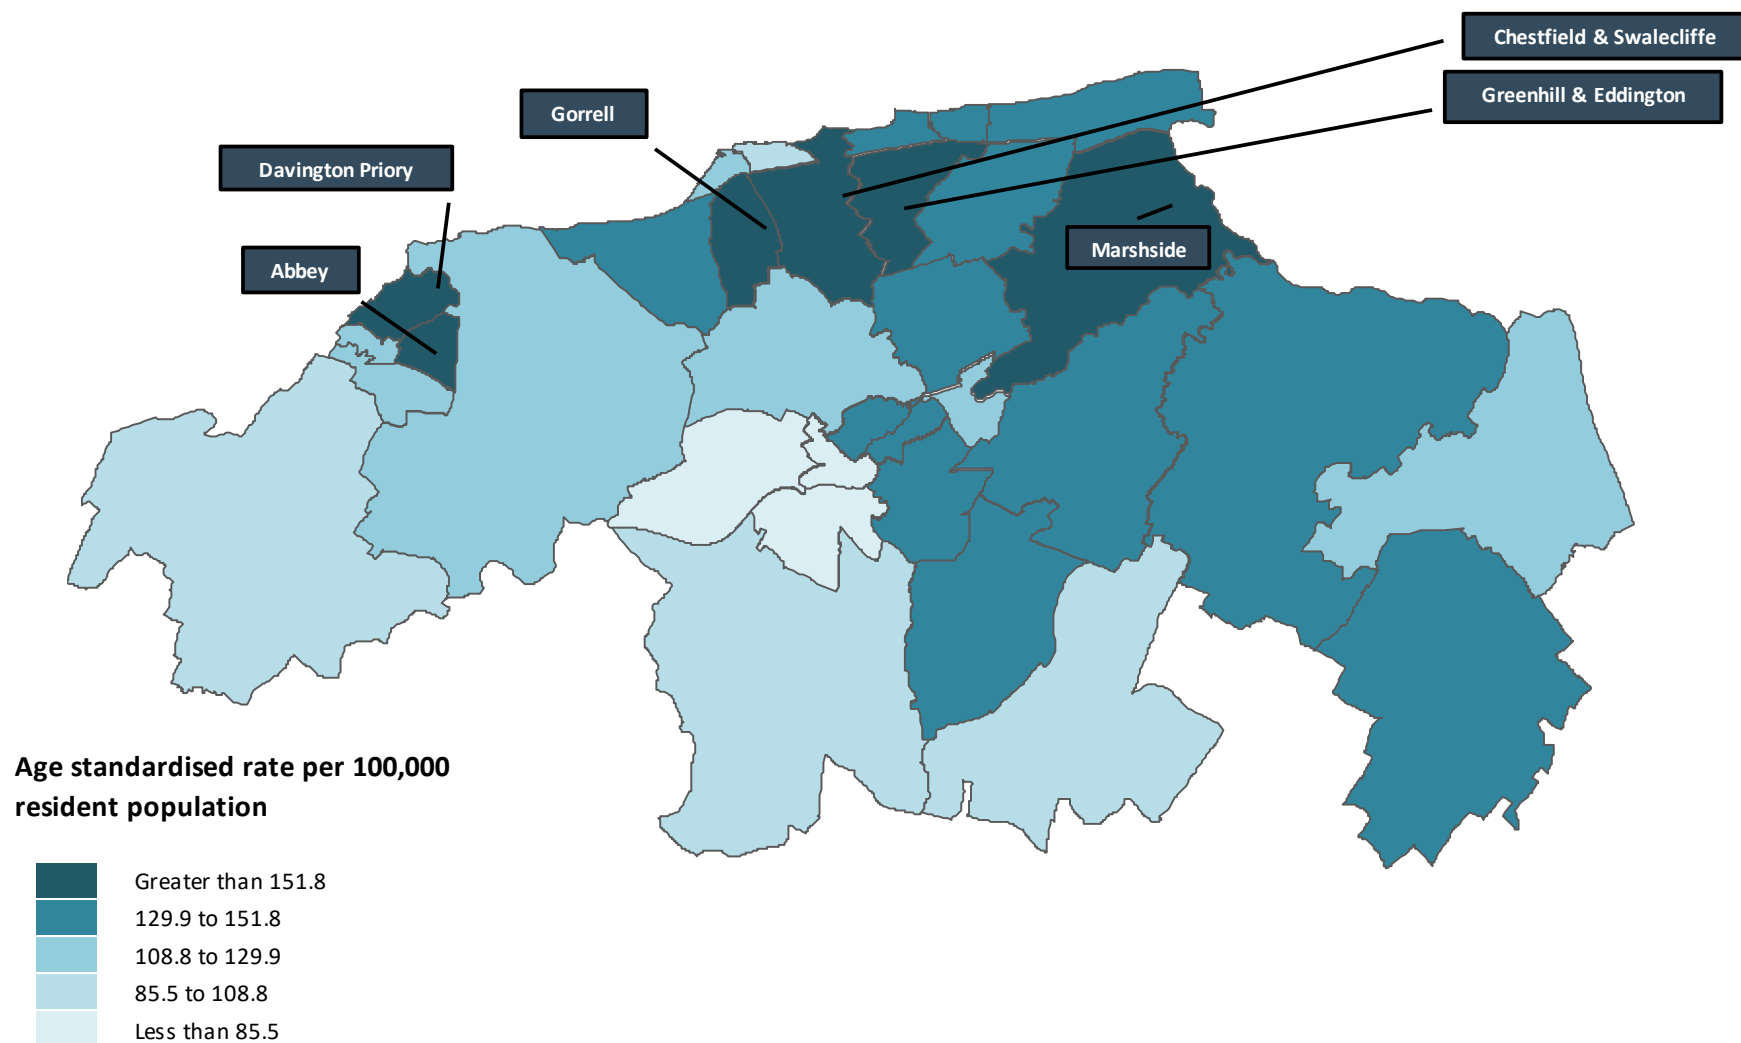 Chestfield & Swalecliffe
Greenhill & Eddington
Gorrell
Davington Priory
Marshside
Abbey
Age standardised rate per 100,000
resident population
Greater than 151.8
129.9 to 151.8
108.8 to 129.9
85.5 to 108.8
Less than 85.5